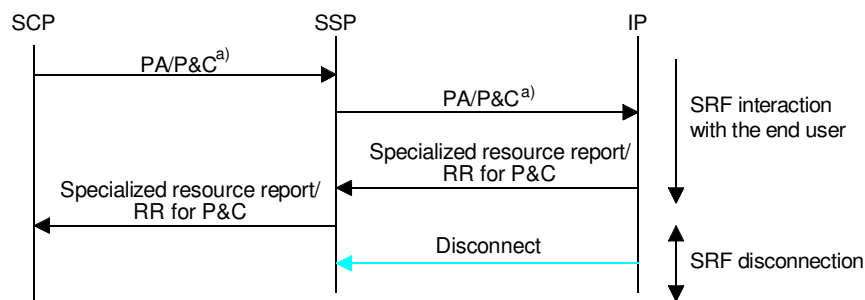 SCP
SSP
IP
PA/P&Cᵃ⁾
PA/P&Cᵃ⁾
SRF interaction
with the end user
Specialized resource report/
RR for P&C
Specialized resource report/
RR for P&C
Disconnect
SRF disconnection